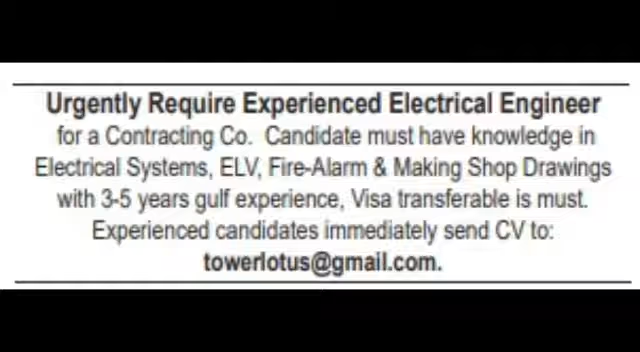 Urgently Require Experienced Electrical Engineer
for a Contracting Co. Candidate must have knowledge in
Electrical Systems, ELV, Fire-Alarm & Making Shop Drawings
with 3-5 years gulf experience, Visa transferable is must.
Experienced candidates immediately send CV to:
towerlotus@gmail.com.